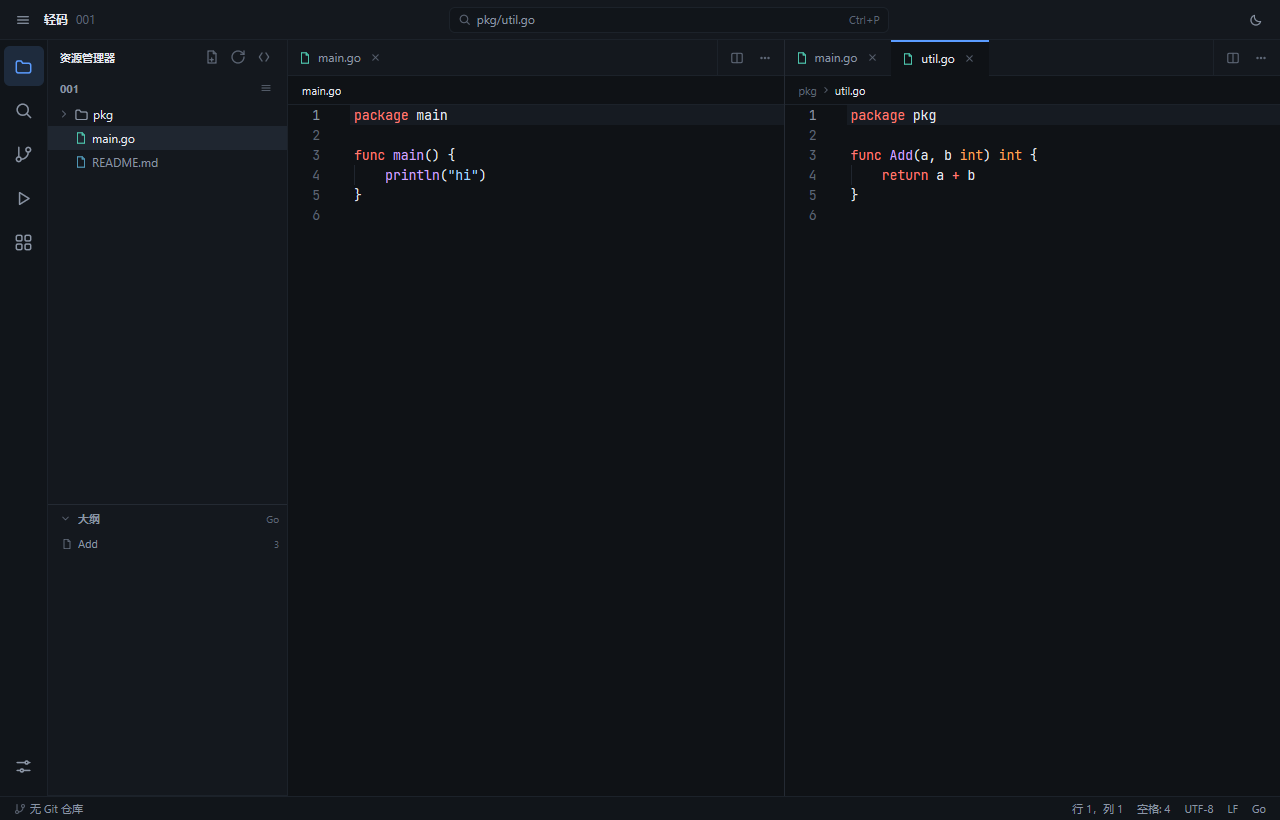 轻码 001
pkg/util.go Ctrl+P
资源管理器
001
pkg
main.go
README.md
大纲 Go
Add 3
main.go
main.go
1 package main
2
3 func main() {
4 println("hi")
5 }
6
main.go util.go
pkg > util.go
1 package pkg
2
3 func Add(a, b int) int {
4 return a + b
5 }
6
无 Git 仓库
行 1，列 1 空格: 4 UTF-8 LF Go